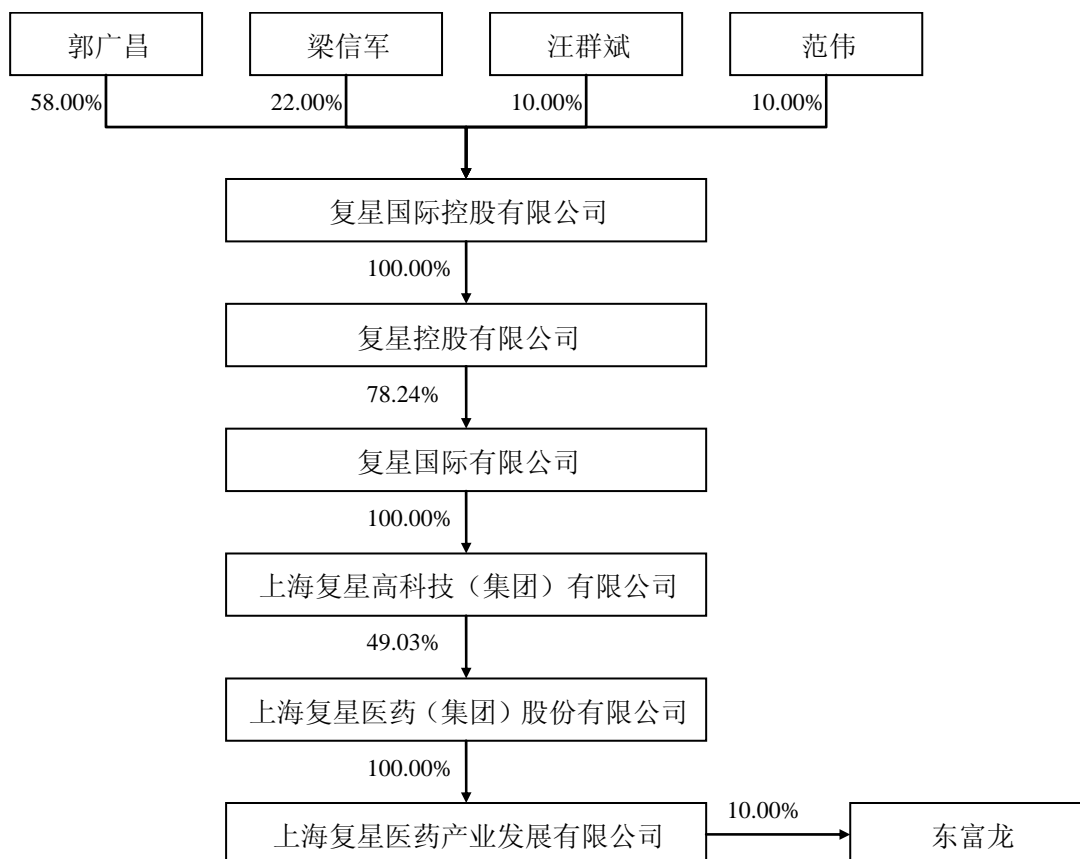 郭广昌
梁信军
汪群斌
范伟
58.00%
22.00%
10.00%
10.00%
复星国际控股有限公司
100.00%
复星控股有限公司
78.24%
复星国际有限公司
100.00%
上海复星高科技（集团）有限公司
49.03%
上海复星医药（集团）股份有限公司
100.00%
上海复星医药产业发展有限公司
10.00%
东富龙